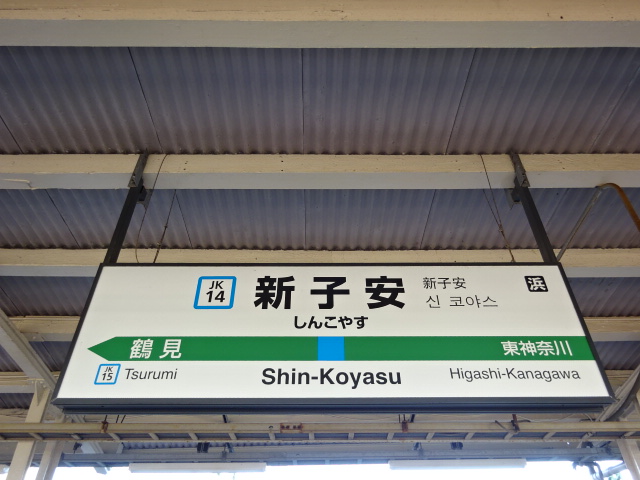 JK
14
新子安
新子安
신 코야스
浜
しんこやす
鶴見
東神奈川
JK
15
Tsurumi
Shin-Koyasu
Higashi-Kanagawa